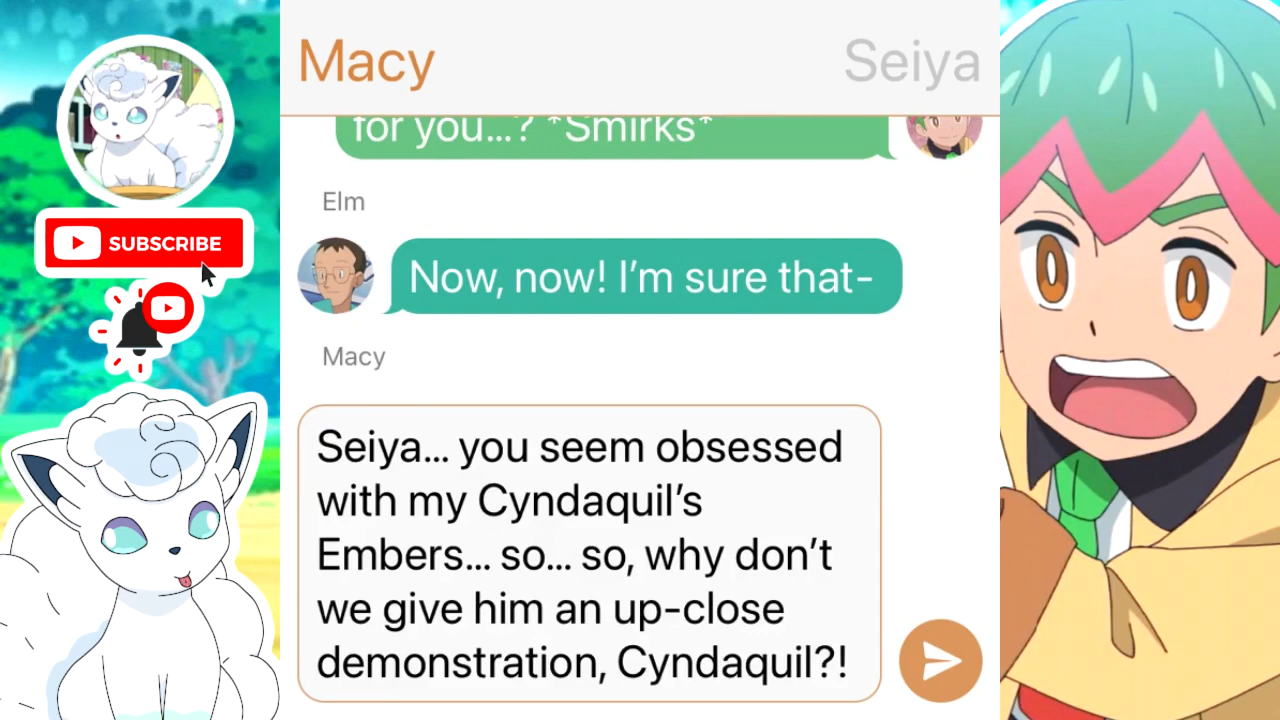 Macy
Seiya
for you...? *Smirks*
Elm
Now, now! I'm sure that-
Macy
Seiya... you seem obsessed
with my Cyndaquil's
Embers... so... so, why don't
we give him an up-close
demonstration, Cyndaquil?!
SUBSCRIBE